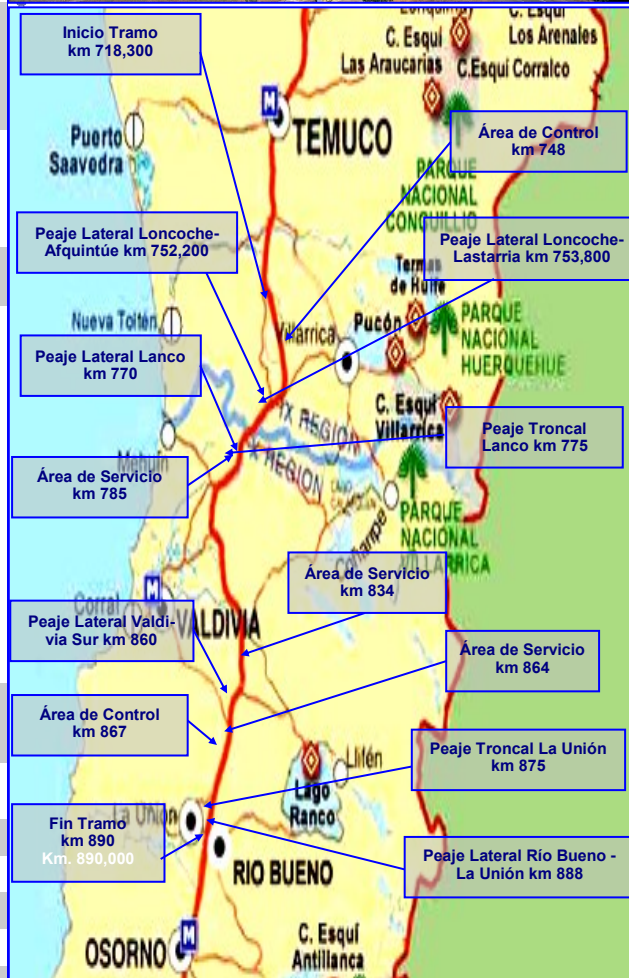 Lonquimay
C. Esquí
Los Arenales
C. Esquí
Las Araucarias
C.Esquí Corralco
Inicio Tramo
km 718,300
TEMUCO
Puerto
Saavedra
Área de Control
km 748
PARQUE
NACIONAL
CONGUILLIO
Peaje Lateral Loncoche-
Afquintúe km 752,200
Peaje Lateral Loncoche-
Lastarria km 753,800
Termas
de Huife
Nueva Toltén
Villarrica
Pucón
PARQUE
NACIONAL
HUERQUEHUE
Peaje Lateral Lanco
km 770
IX REGION
X REGION
C. Esquí
Villarrica
Peaje Troncal
Lanco km 775
Mehuín
Área de Servicio
km 785
Coñaripe
PARQUE
NACIONAL
VILLARRICA
Área de Servicio
km 834
Corral
VALDIVIA
Peaje Lateral Valdi-
via Sur km 860
Área de Servicio
km 864
Área de Control
km 867
Llifén
Lago
Ranco
Peaje Troncal La Unión
km 875
La Unión
Fin Tramo
km 890
Km. 890,000
RIO BUENO
Peaje Lateral Río Bueno -
La Unión km 888
OSORNO
C. Esquí
Antillanca